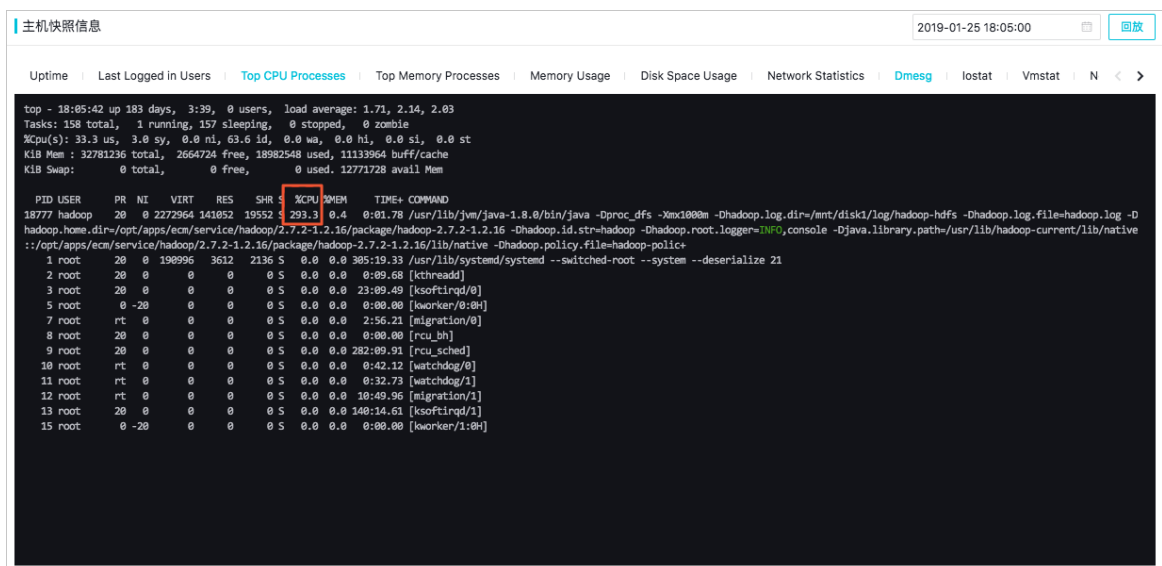 主机快照信息
2019-01-25 18:05:00
回放
Uptime Last Logged in Users Top CPU Processes Top Memory Processes Memory Usage Disk Space Usage Network Statistics Dmesg Iostat Vmstat N < >
top - 18:05:42 up 183 days, 3:39, 0 users, load average: 1.71, 2.14, 2.03
Tasks: 158 total, 1 running, 157 sleeping, 0 stopped, 0 zombie
%Cpu(s): 33.3 us, 3.0 sy, 0.0 ni, 63.6 id, 0.0 wa, 0.0 hi, 0.0 si, 0.0 st
KiB Mem : 32781236 total, 2664724 free, 18982548 used, 11133964 buff/cache
KiB Swap: 0 total, 0 free, 0 used. 12771728 avail Mem
PID USER PR NI VIRT RES SHR S %CPU %MEM TIME+ COMMAND
18777 hadoop 20 0 2272964 141052 19552 S 293.3 0.4 0:01.78 /usr/lib/jvm/java-1.8.0/bin/java -Dproc_dfs -Xmx1000m -Dhadoop.log.dir=/mnt/disk1/log/hadoop-hdfs -Dhadoop.log.file=hadoop.log -D
hadoop.home.dir=/opt/apps/ecm/service/hadoop/2.7.2-1.2.16/package/hadoop-2.7.2-1.2.16 -Dhadoop.id.str=hadoop -Dhadoop.root.logger=INFO,console -Djava.library.path=/usr/lib/hadoop-current/lib/native
::/opt/apps/ecm/service/hadoop/2.7.2-1.2.16/package/hadoop-2.7.2-1.2.16/lib/native -Dhadoop.policy.file=hadoop-polic+
1 root 20 0 190996 3612 2136 S 0.0 0.0 305:19.33 /usr/lib/systemd/systemd --switched-root --system --deserialize 21
2 root 20 0 0 0 0 S 0.0 0.0 0:09.68 [kthreadd]
3 root 20 0 0 0 0 S 0.0 0.0 23:09.49 [ksoftirqd/0]
5 root 0 -20 0 0 0 S 0.0 0.0 0:00.00 [kworker/0:0H]
7 root rt 0 0 0 0 S 0.0 0.0 2:56.21 [migration/0]
8 root 20 0 0 0 0 S 0.0 0.0 0:00.00 [rcu_bh]
9 root 20 0 0 0 0 S 0.0 0.0 282:09.91 [rcu_sched]
10 root rt 0 0 0 0 S 0.0 0.0 0:42.12 [watchdog/0]
11 root rt 0 0 0 0 S 0.0 0.0 0:32.73 [watchdog/1]
12 root rt 0 0 0 0 S 0.0 0.0 10:49.96 [migration/1]
13 root 20 0 0 0 0 S 0.0 0.0 140:14.61 [ksoftirqd/1]
15 root 0 -20 0 0 0 S 0.0 0.0 0:00.00 [kworker/1:0H]